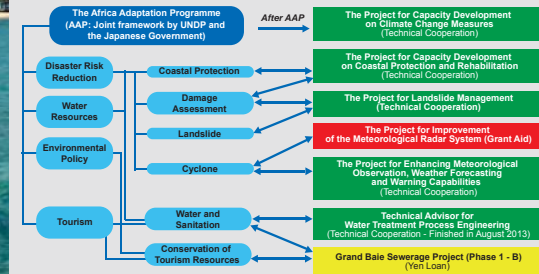 The Africa Adaptation Programme
(AAP: Joint framework by UNDP and
the Japanese Government)
After AAP
The Project for Capacity Development
on Climate Change Measures
(Technical Cooperation)
Disaster Risk
Reduction
Coastal Protection
The Project for Capacity Development
on Coastal Protection and Rehabilitation
(Technical Cooperation)
Water
Resources
Damage
Assessment
The Project for Landslide Management
(Technical Cooperation)
Landslide
The Project for Improvement
of the Meteorological Radar System (Grant Aid)
Environmental
Policy
Cyclone
The Project for Enhancing Meteorological
Observation, Weather Forecasting
and Warning Capabilities
(Technical Cooperation)
Tourism
Water and
Sanitation
Technical Advisor for
Water Treatment Process Engineering
(Technical Cooperation - Finished in August 2013)
Conservation of
Tourism Resources
Grand Baie Sewerage Project (Phase 1 - B)
(Yen Loan)